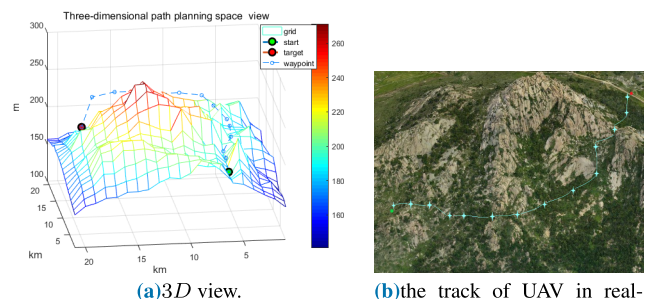 Three-dimensional path planning space view
300
250
200
150
100
m
20
15
10
5
km
20
15
10
5
km
grid
start
target
waypoint
260
240
220
200
180
160
(a)3D view.
(b)the track of UAV in real-